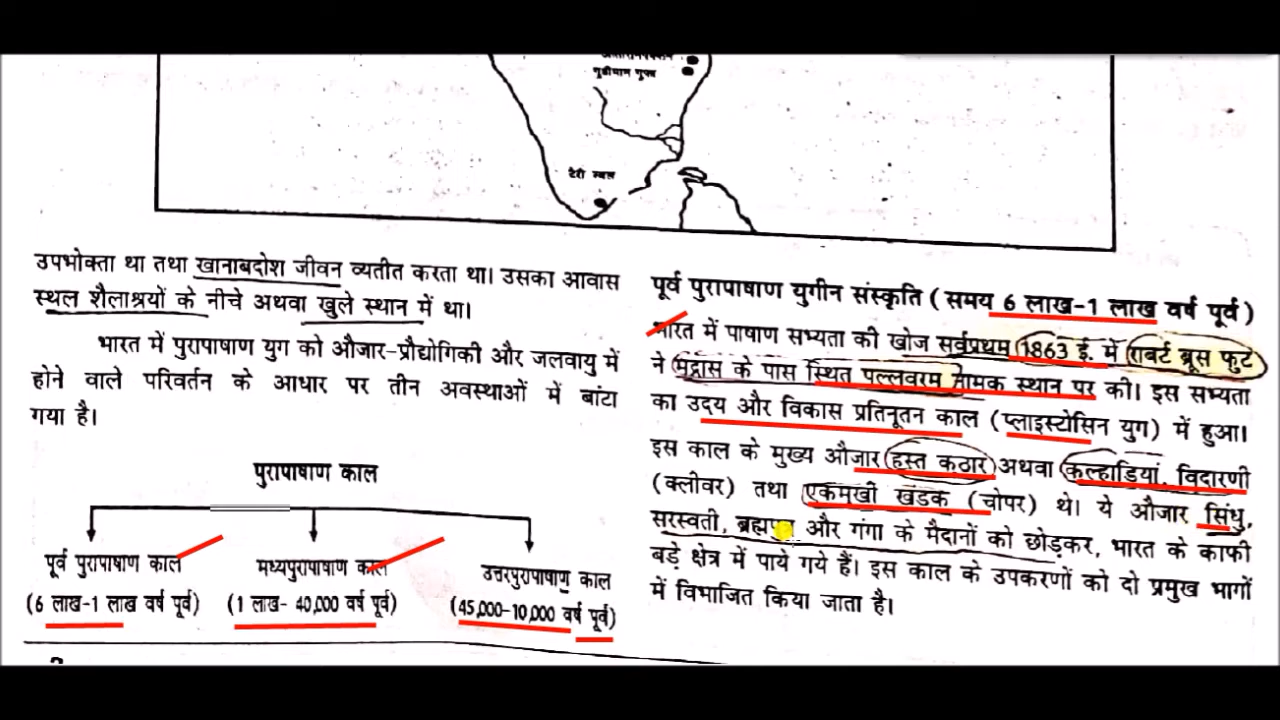 गुडीयाम गुफा
टेरी स्थल
उपभोक्ता था तथा खानाबदोश जीवन व्यतीत करता था। उसका आवास
स्थल शैलाश्रयों के नीचे अथवा खुले स्थान में था।
भारत में पुरापाषाण युग को औजार-प्रौद्योगिकी और जलवायु में
होने वाले परिवर्तन के आधार पर तीन अवस्थाओं में बांटा
गया है।
पुरापाषाण काल
पूर्व पुरापाषाण काल
(6 लाख-1 लाख वर्ष पूर्व)
मध्यपुरापाषाण काल
(1 लाख- 40,000 वर्ष पूर्व)
उत्तरपुरापाषाण काल
(45,000-10,000 वर्ष पूर्व)
पूर्व पुरापाषाण युगीन संस्कृति (समय 6 लाख-1 लाख वर्ष पूर्व)
भारत में पाषाण सभ्यता की खोज सर्वप्रथम 1863 ई. में राबर्ट ब्रूस फुट
ने मद्रास के पास स्थित पल्लवरम नामक स्थान पर की। इस सभ्यता
का उदय और विकास प्रतिनूतन काल (प्लाइस्टोसिन युग) में हुआ।
इस काल के मुख्य औजार हस्त कठार अथवा कल्हाडियां, विदारणी
(क्लीवर) तथा एकमुखी खंडक (चोपर) थे। ये औजार सिंधु,
सरस्वती, और गंगा के मैदानों को छोड़कर, भारत के काफी
बड़े क्षेत्र में पाये गये हैं। इस काल के उपकरणों को दो प्रमुख भागों
में विभाजित किया जाता है।